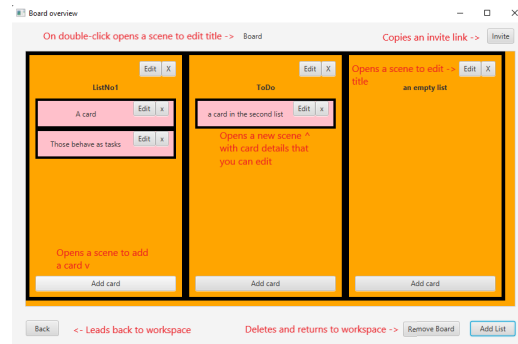 Board overview
On double-click opens a scene to edit title -> Board
Copies an invite link -> Invite
Edit X
ListNo1
A card Edit x
Those behave as tasks Edit x
Opens a scene to add
a card v
Add card
Edit X
ToDo
a card in the second list Edit x
Opens a new scene ^
with card details that
you can edit
Add card
Opens a scene to edit -> Edit X
title
an empty list
Add card
Back <- Leads back to workspace
Deletes and returns to workspace -> Remove Board Add List